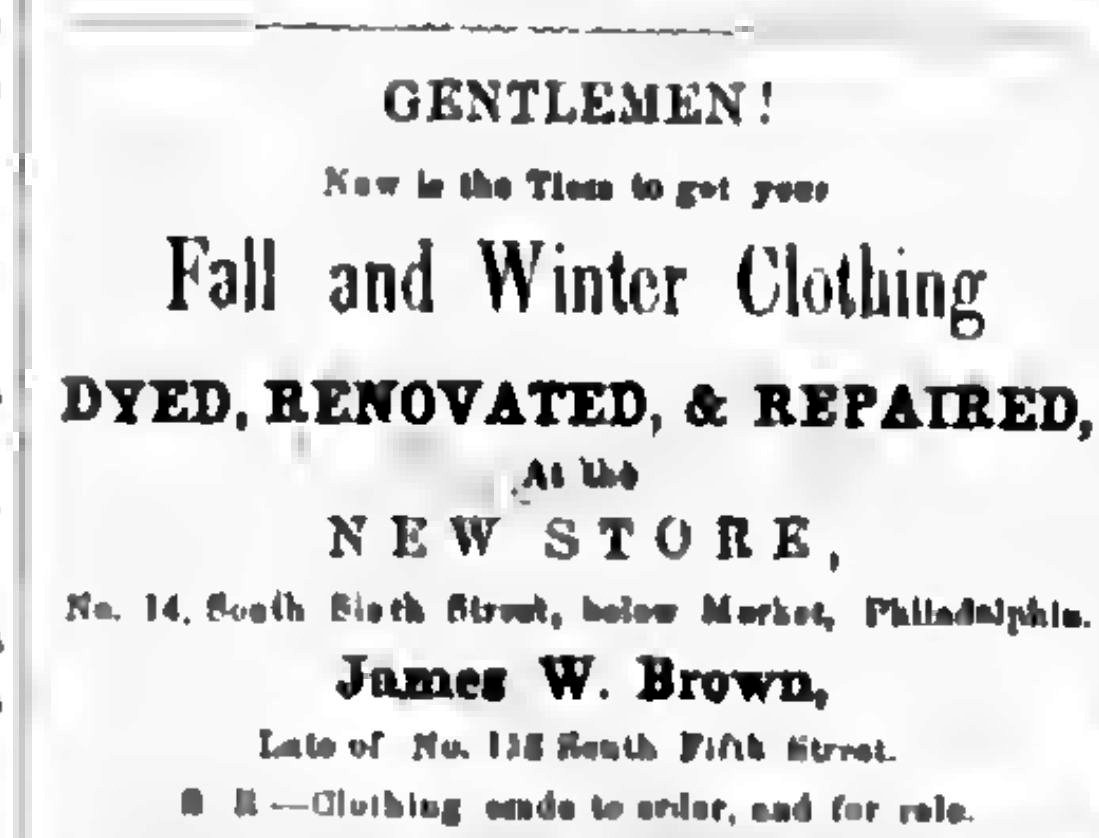 GENTLEMEN!
Now is the Time to get your
Fall and Winter Clothing
DYED, RENOVATED, & REPAIRED,
At the
NEW STORE,
No. 14, South Sixth Street, below Market, Philadelphia.
James W. Brown,
Late of No. South Fifth Street.
—Clothing made to order, and for sale.